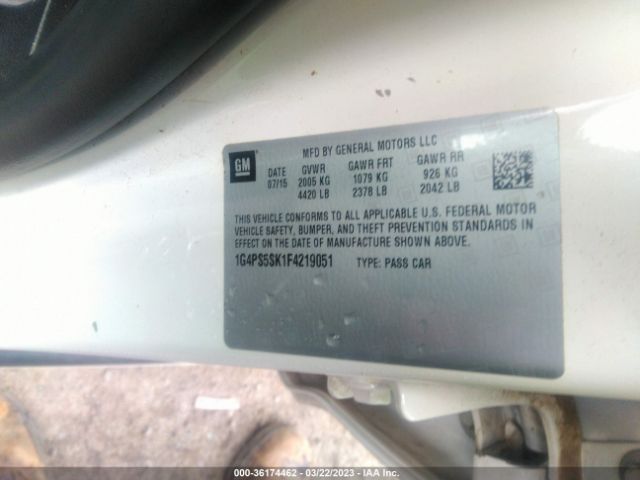 GM
MFD BY GENERAL MOTORS LLC
DATE GVWR GAWR FRT GAWR RR
07/15 2005 KG 1079 KG 926 KG
4420 LB 2378 LB 2042 LB
THIS VEHICLE CONFORMS TO ALL APPLICABLE U.S. FEDERAL MOTOR
VEHICLE SAFETY, BUMPER, AND THEFT PREVENTION STANDARDS IN
EFFECT ON THE DATE OF MANUFACTURE SHOWN ABOVE.
1G4PS5SK1F4219051 TYPE: PASS CAR
000-36174462 - 03/22/2023 - IAA Inc.